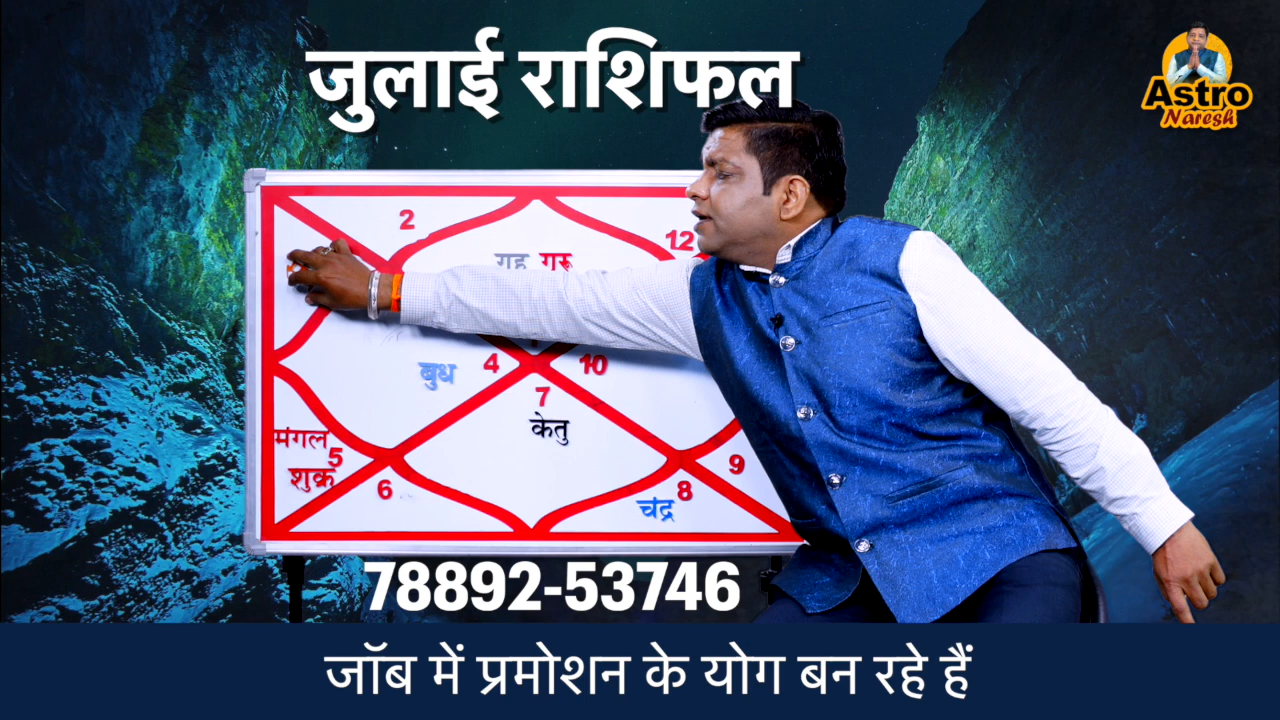 जुलाई राशिफल
Astro
Naresh
2
12
गुरू
बुध
4
10
7
केतु
मंगल
5
शुक्र
6
9
8
चंद्र
78892-53746
जॉब में प्रमोशन के योग बन रहे हैं